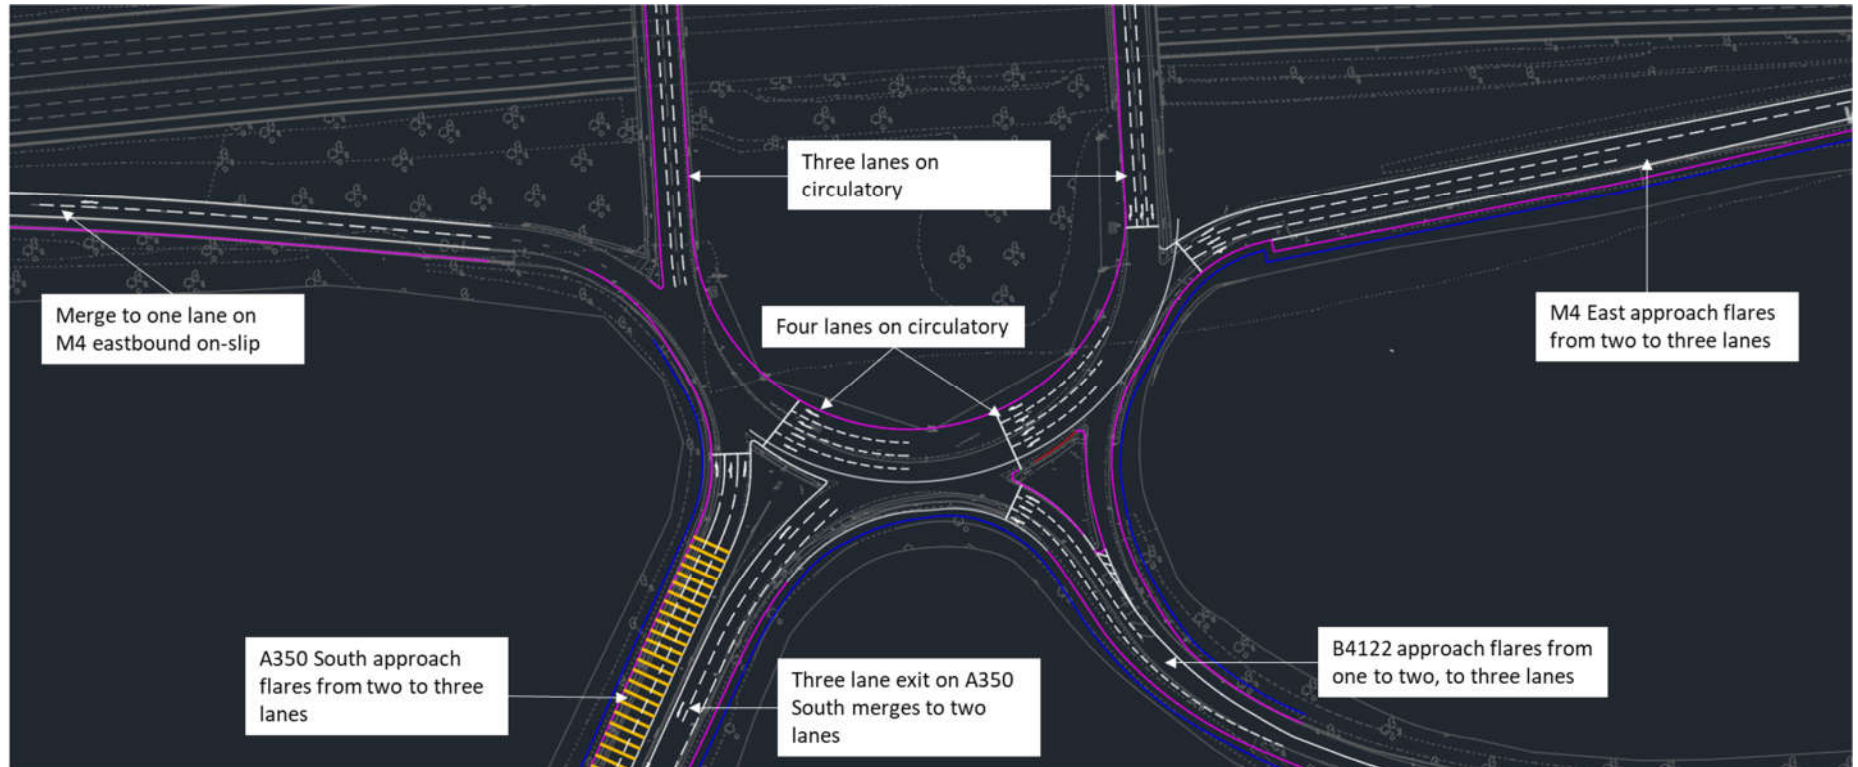 Three lanes on
circulatory
Merge to one lane on
M4 eastbound on-slip
Four lanes on circulatory
M4 East approach flares
from two to three lanes
A350 South approach
flares from two to three
lanes
Three lane exit on A350
South merges to two
lanes
B4122 approach flares from
one to two, to three lanes